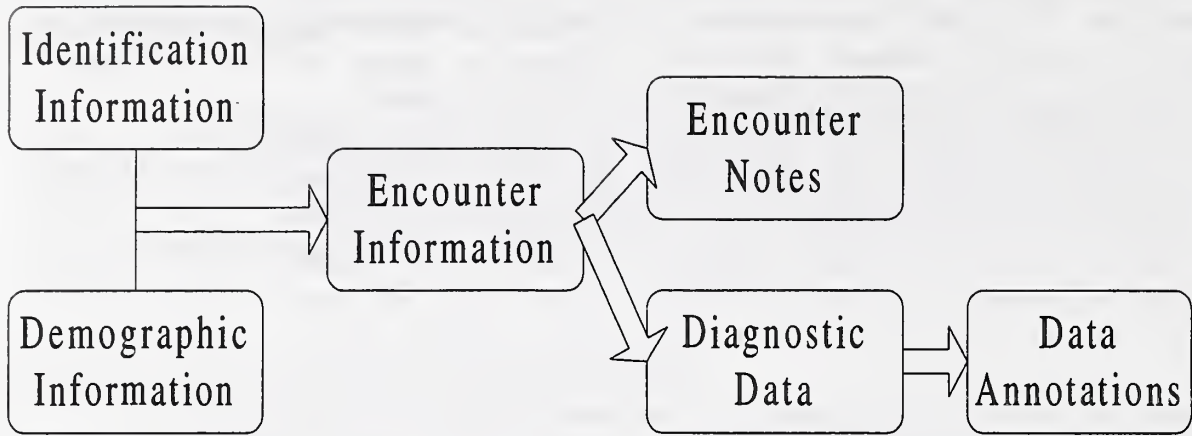 Identification
Information
Demographic
Information
Encounter
Information
Encounter
Notes
Diagnostic
Data
Data
Annotations